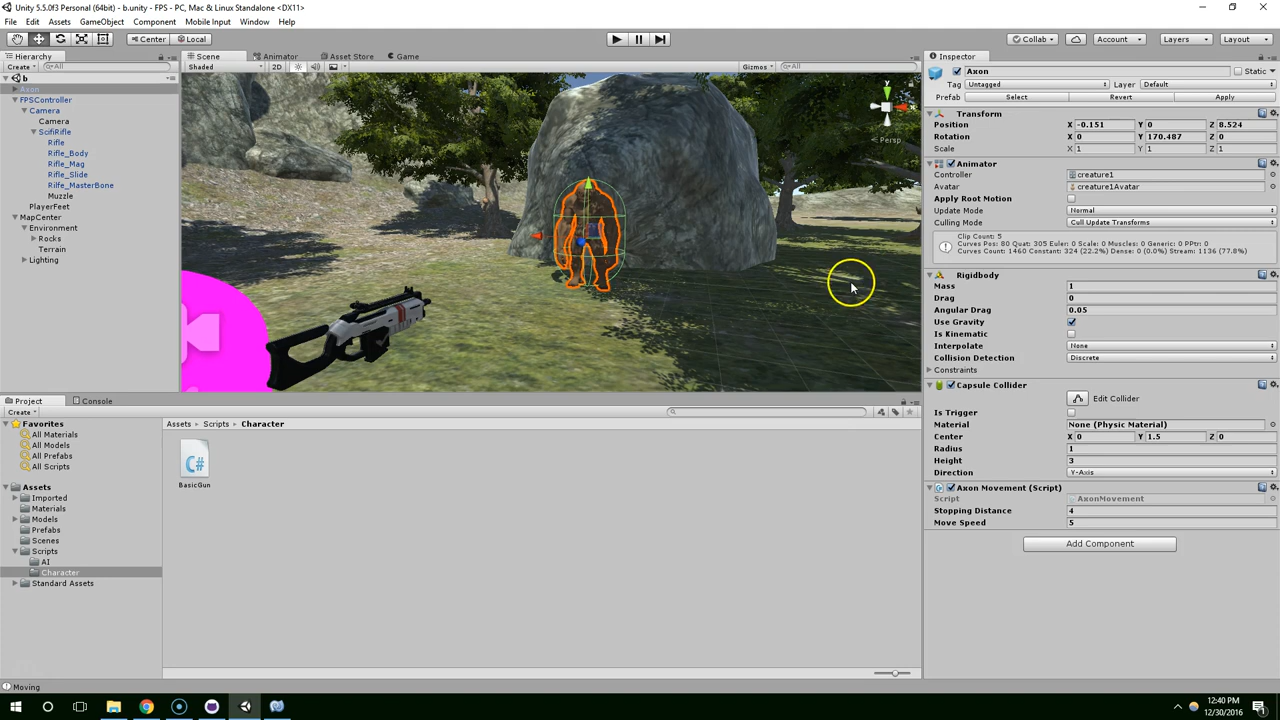 Unity 5.5.0f3 Personal (64bit) - b.unity - FPS - PC, Mac & Linux Standalone <DX11>
File Edit Assets GameObject Component Mobile Input Window Help
Center Local Collab Account Layers Layout
Hierarchy Scene Animator Asset Store Game Inspector
Create All Shaded 2D Gizmos All
b
Axon
FPSController
Camera
Camera
ScifiRifle
Rifle
Rifle_Body
Rifle_Mag
Rifle_Slide
Rilfe_MasterBone
Muzzle
PlayerFeet
MapCenter
Environment
Rocks
Terrain
Lighting
y
Persp
Axon Static
Tag Untagged Layer Default
Prefab Select Revert Apply
Transform
Position X -0.151 Y 0 Z 8.524
Rotation X 0 Y 170.487 Z 0
Scale X 1 Y 1 Z 1
Animator
Controller creature1
Avatar creature1Avatar
Apply Root Motion
Update Mode Normal
Culling Mode Cull Update Transforms
Clip Count: 5
Curves Pos: 80 Quat: 305 Euler: 0 Scale: 0 Muscles: 0 Generic: 0 PPtr: 0
Curves Count: 1460 Constant: 324 (22.2%) Dense: 0 (0.0%) Stream: 1136 (77.8%)
Rigidbody
Mass 1
Drag 0
Angular Drag 0.05
Use Gravity
Is Kinematic
Interpolate None
Collision Detection Discrete
Constraints
Capsule Collider
Edit Collider
Is Trigger
Material None (Physic Material)
Center X 0 Y 1.5 Z 0
Radius 1
Height 3
Direction Y-Axis
Axon Movement (Script)
Script AxonMovement
Stopping Distance 4
Move Speed 5
Add Component
Project Console
Create
Favorites
All Materials
All Models
All Prefabs
All Scripts
Assets
Imported
Materials
Models
Prefabs
Scenes
Scripts
AI
Character
Standard Assets
Assets Scripts Character
C#
BasicGun
Moving
12:40 PM
12/30/2016
1